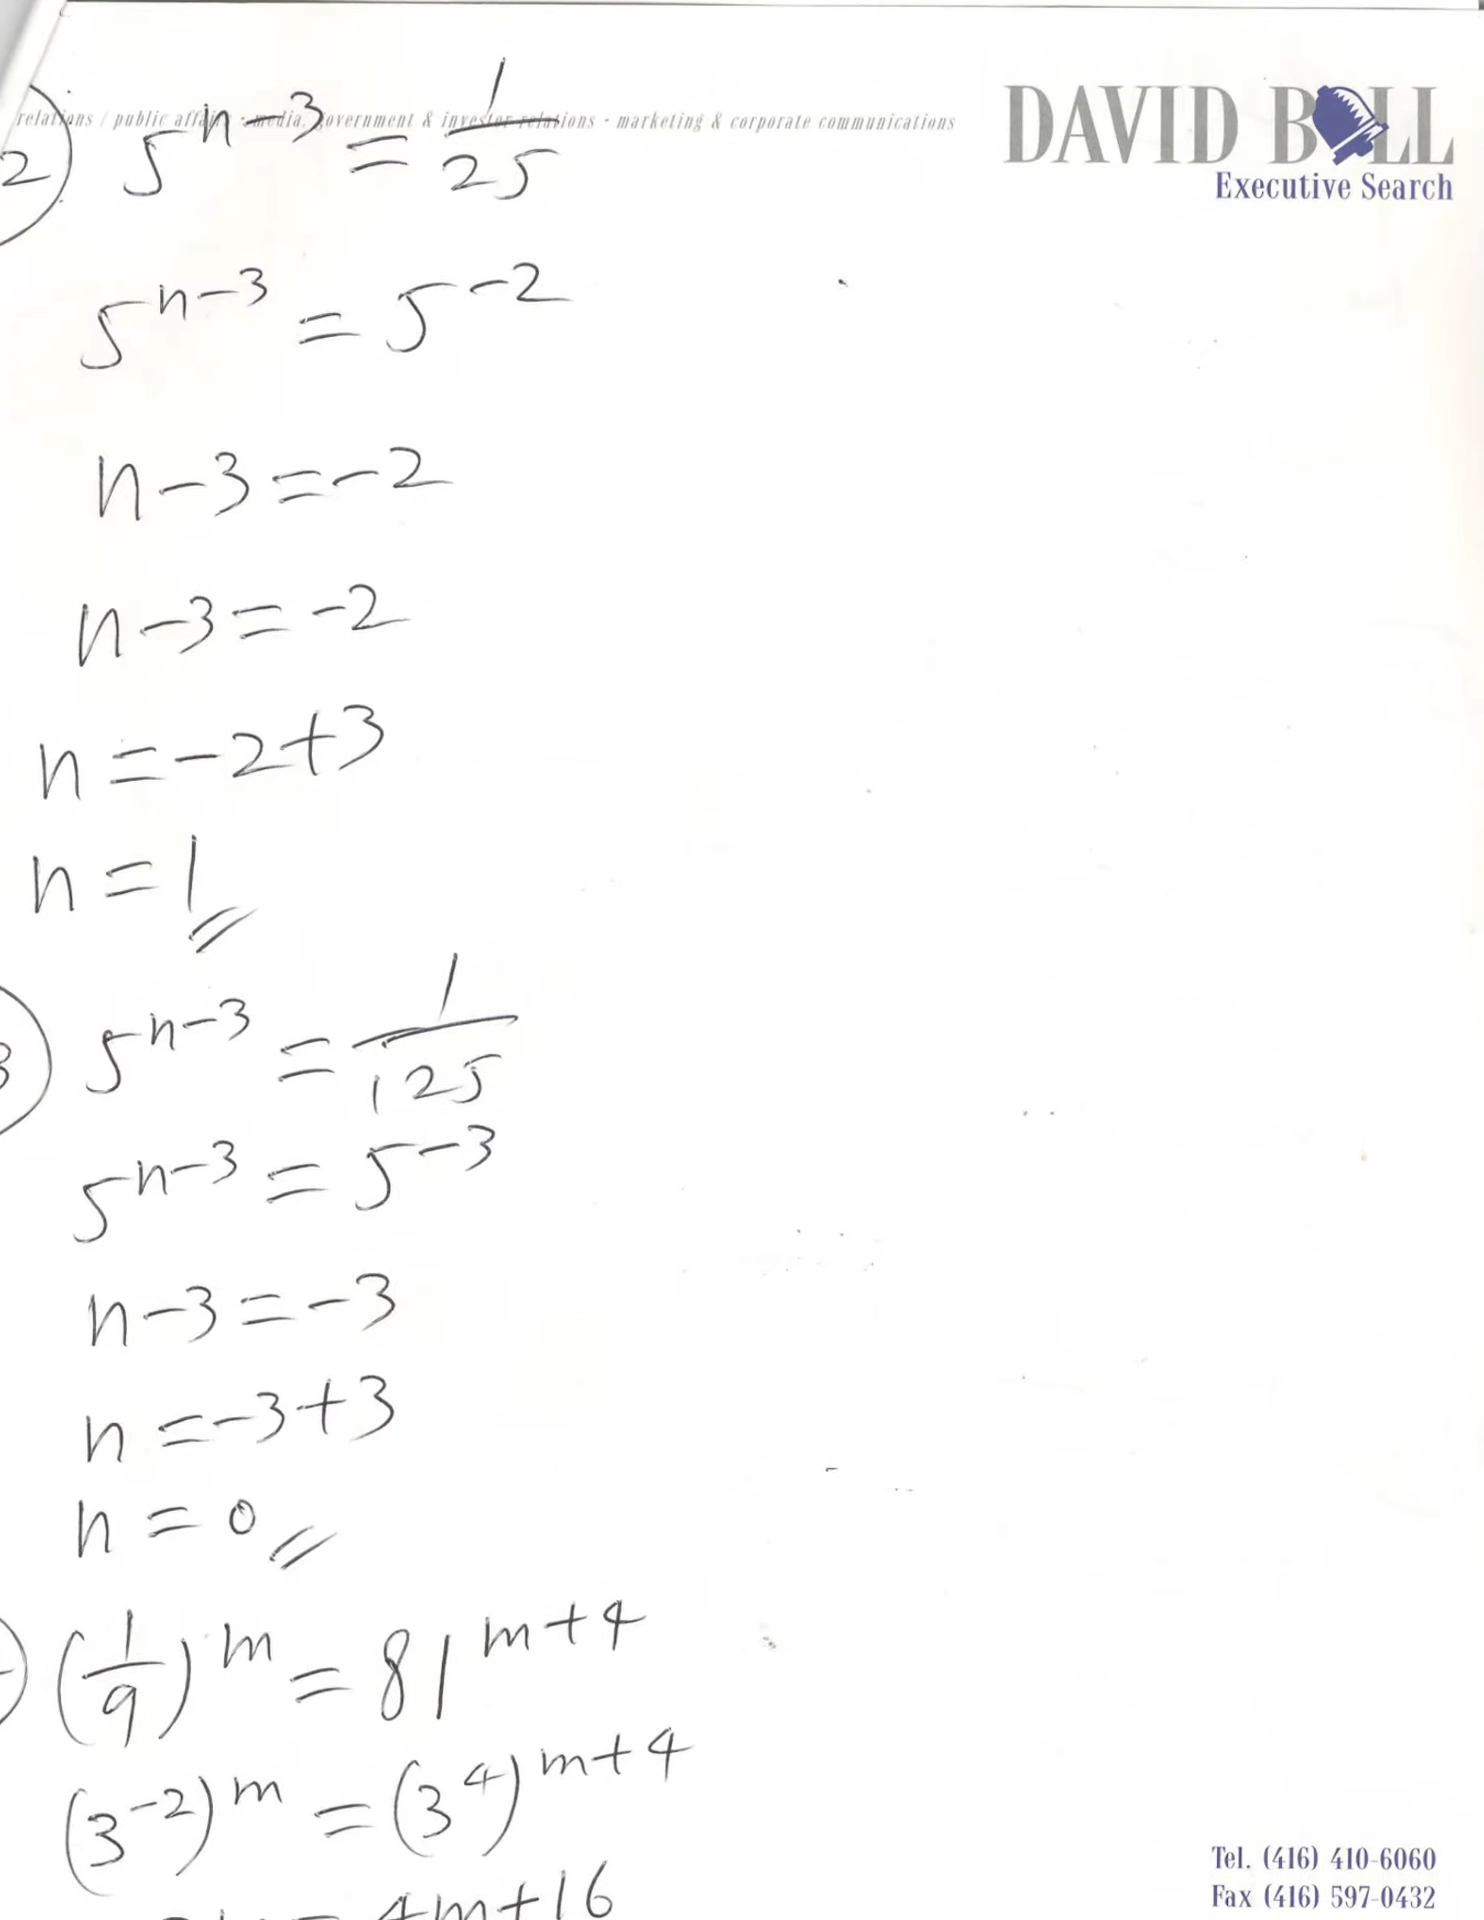 relations / public affairs - media, government & investor relations - marketing & corporate communications
DAVID BELL
Executive Search
2) 5^{n-3} = 1/25
5^{n-3} = 5^{-2}
n-3=-2
n-3=-2
n=-2+3
n=1
3) 5^{n-3} = 1/125
5^{n-3} = 5^{-3}
n-3=-3
n=-3+3
n=0
(1/9)^m = 81^{m+4}
(3^{-2})^m = (3^4)^{m+4}
= 4m+16
Tel. (416) 410-6060
Fax (416) 597-0432